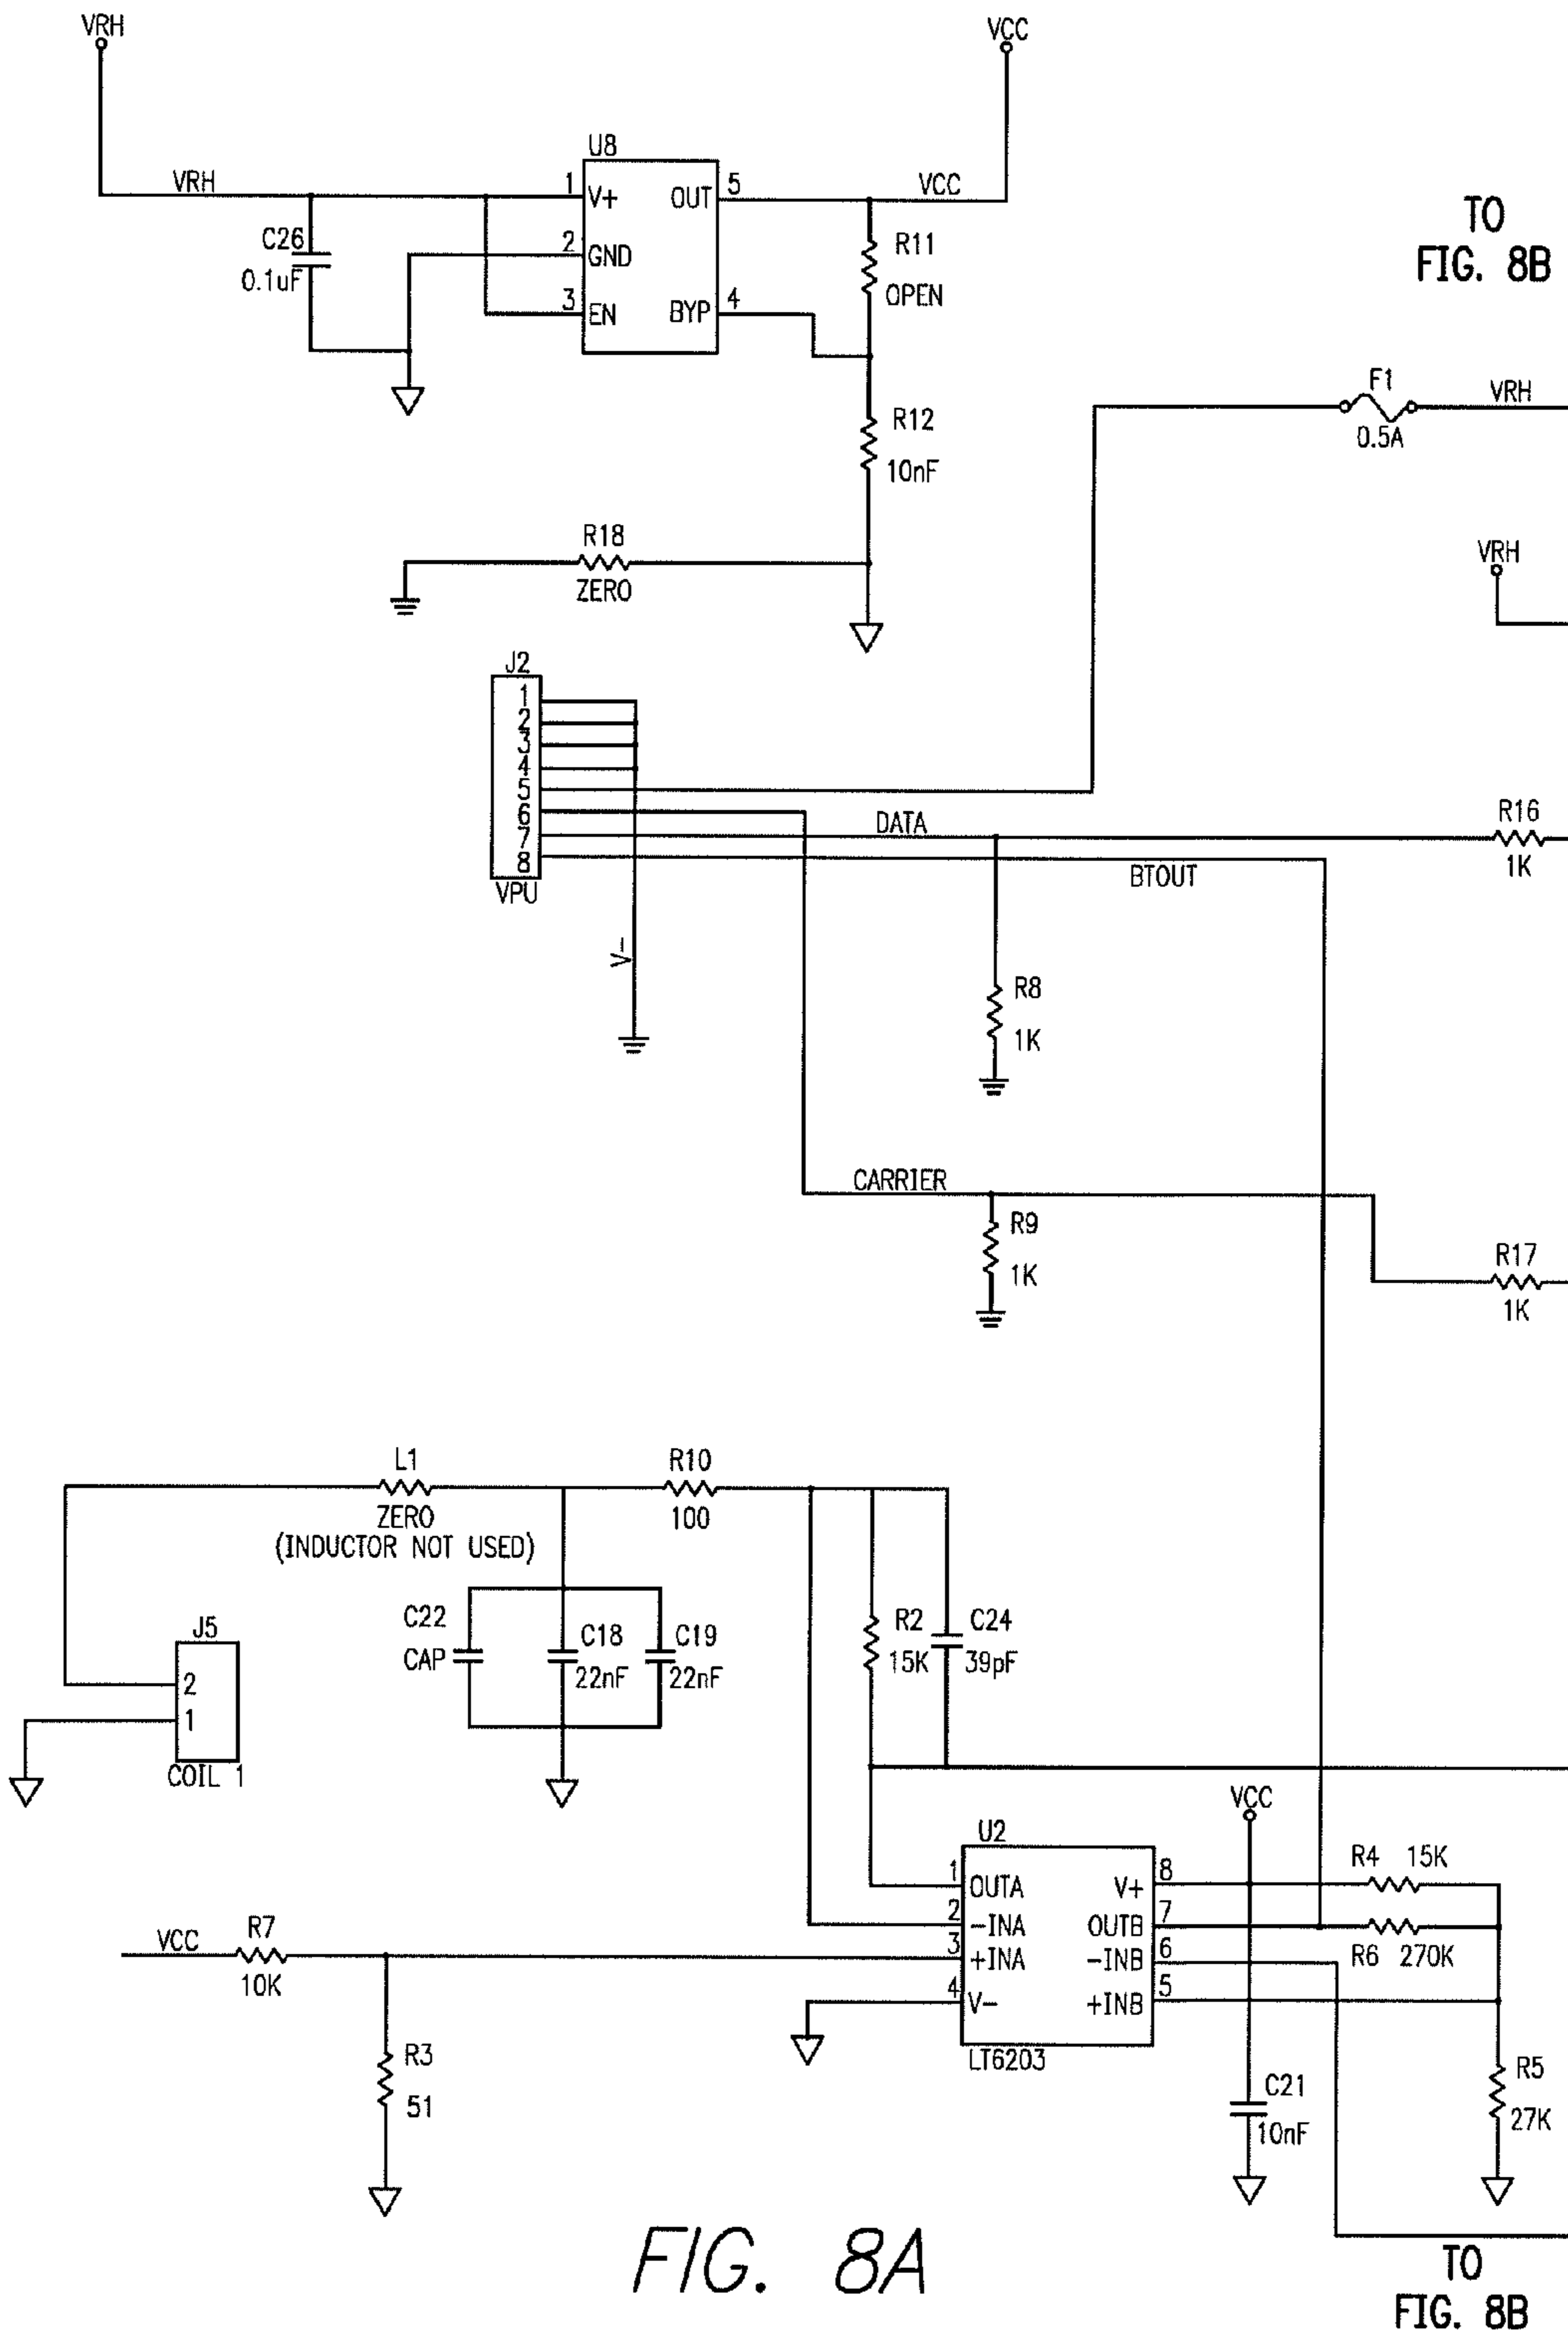 VRH
VCC
U8
VRH
1
V+
OUT
5
VCC
C26
0.1uF
2
GND
R11
OPEN
3
EN
BYP
4
TO
FIG. 8B
F1
0.5A
VRH
R12
10nF
R18
ZERO
VRH
J2
1
2
3
4
5
6
7
8
VPU
DATA
BTOUT
R16
1K
V-
R8
1K
CARRIER
R9
1K
R17
1K
L1
ZERO
(INDUCTOR NOT USED)
R10
100
C22
CAP
C18
22nF
C19
22nF
R2
15K
C24
39pF
J5
2
1
COIL 1
VCC
U2
1
OUTA
V+
8
R4 15K
2
-INA
OUTB
7
3
+INA
-INB
6
R6 270K
4
V-
+INB
5
LT6203
VCC
R7
10K
R3
51
C21
10nF
R5
27K
FIG. 8A
TO
FIG. 8B